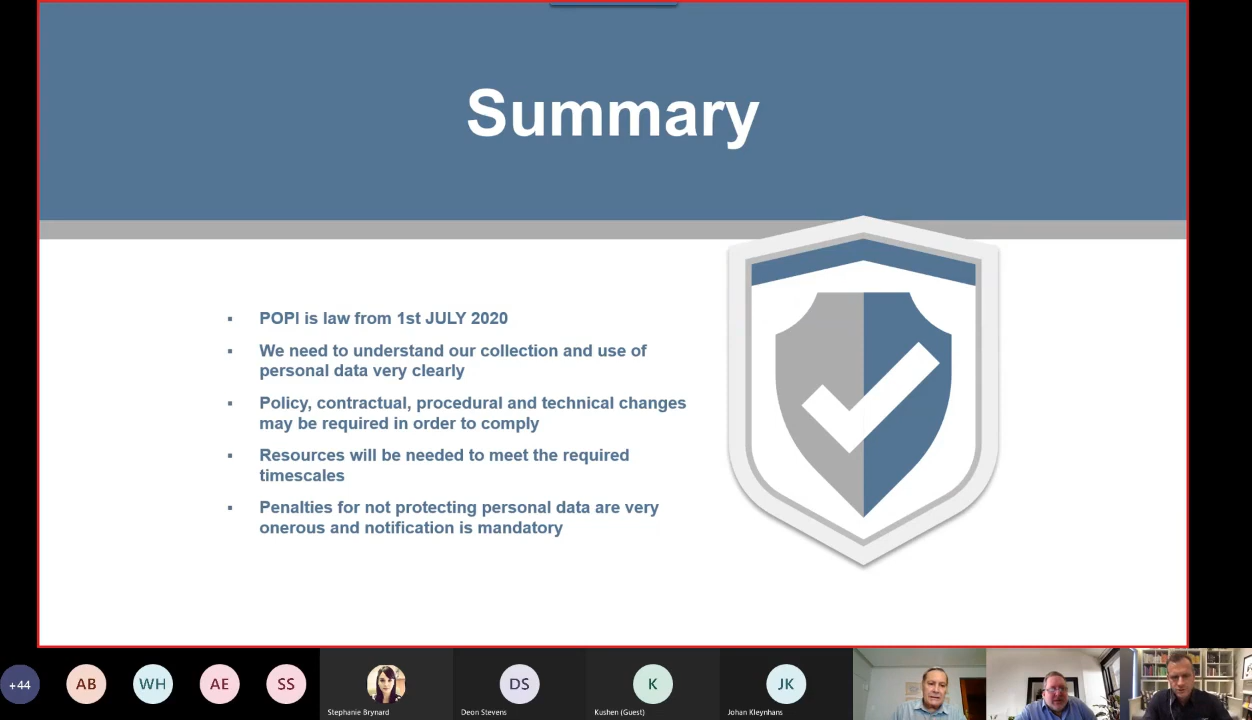 Summary
▪ POPI is law from 1st JULY 2020
▪ We need to understand our collection and use of
personal data very clearly
▪ Policy, contractual, procedural and technical changes
may be required in order to comply
▪ Resources will be needed to meet the required
timescales
▪ Penalties for not protecting personal data are very
onerous and notification is mandatory
+44
AB
WH
AE
SS
DS
K
JK
Stephanie Brynard
Deon Stevens
Kushen (Guest)
Johan Kleynhans